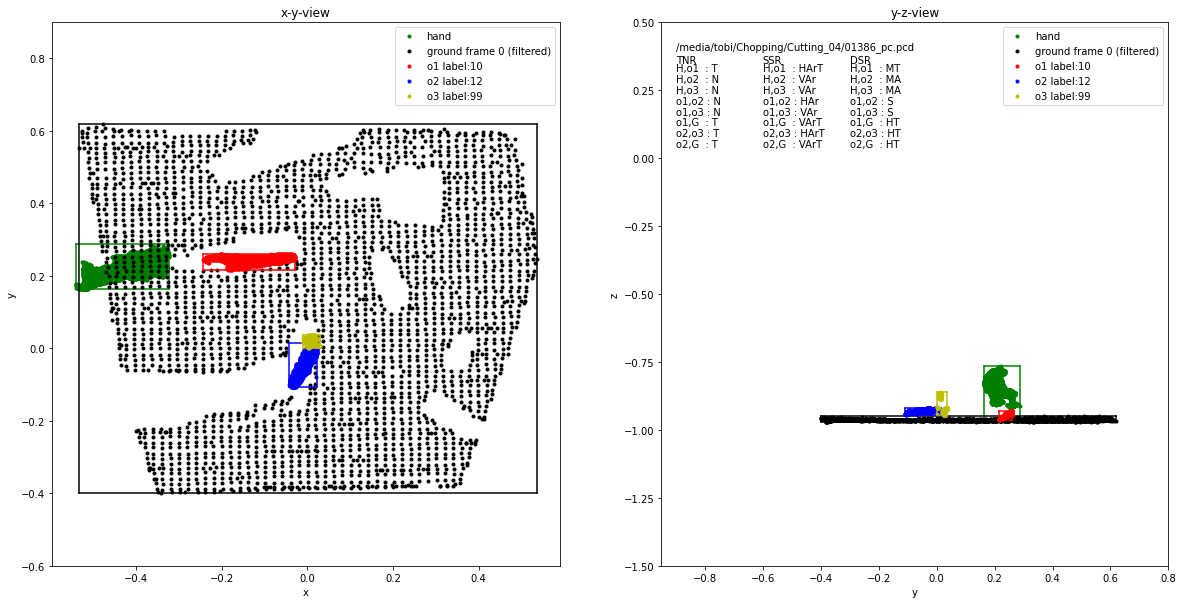 x-y-view
hand
ground frame 0 (filtered)
o1 label:10
o2 label:12
o3 label:99
0.8
0.6
0.4
0.2
0.0
−0.2
−0.4
−0.6
y
−0.4 −0.2 0.0 0.2 0.4
x
y-z-view
hand
ground frame 0 (filtered)
o1 label:10
o2 label:12
o3 label:99
/media/tobi/Chopping/Cutting_04/01386_pc.pcd
TNR SSR DSR
H,o1 : T H,o1 : HArT H,o1 : MT
H,o2 : N H,o2 : VAr H,o2 : MA
H,o3 : N H,o3 : VAr H,o3 : MA
o1,o2 : N o1,o2 : HAr o1,o2 : S
o1,o3 : N o1,o3 : VAr o1,o3 : S
o1,G : T o1,G : VArT o1,G : HT
o2,o3 : T o2,o3 : HArT o2,o3 : HT
o2,G : T o2,G : VArT o2,G : HT
0.50
0.25
0.00
−0.25
−0.50
−0.75
−1.00
−1.25
−1.50
z
−0.8 −0.6 −0.4 −0.2 0.0 0.2 0.4 0.6 0.8
y